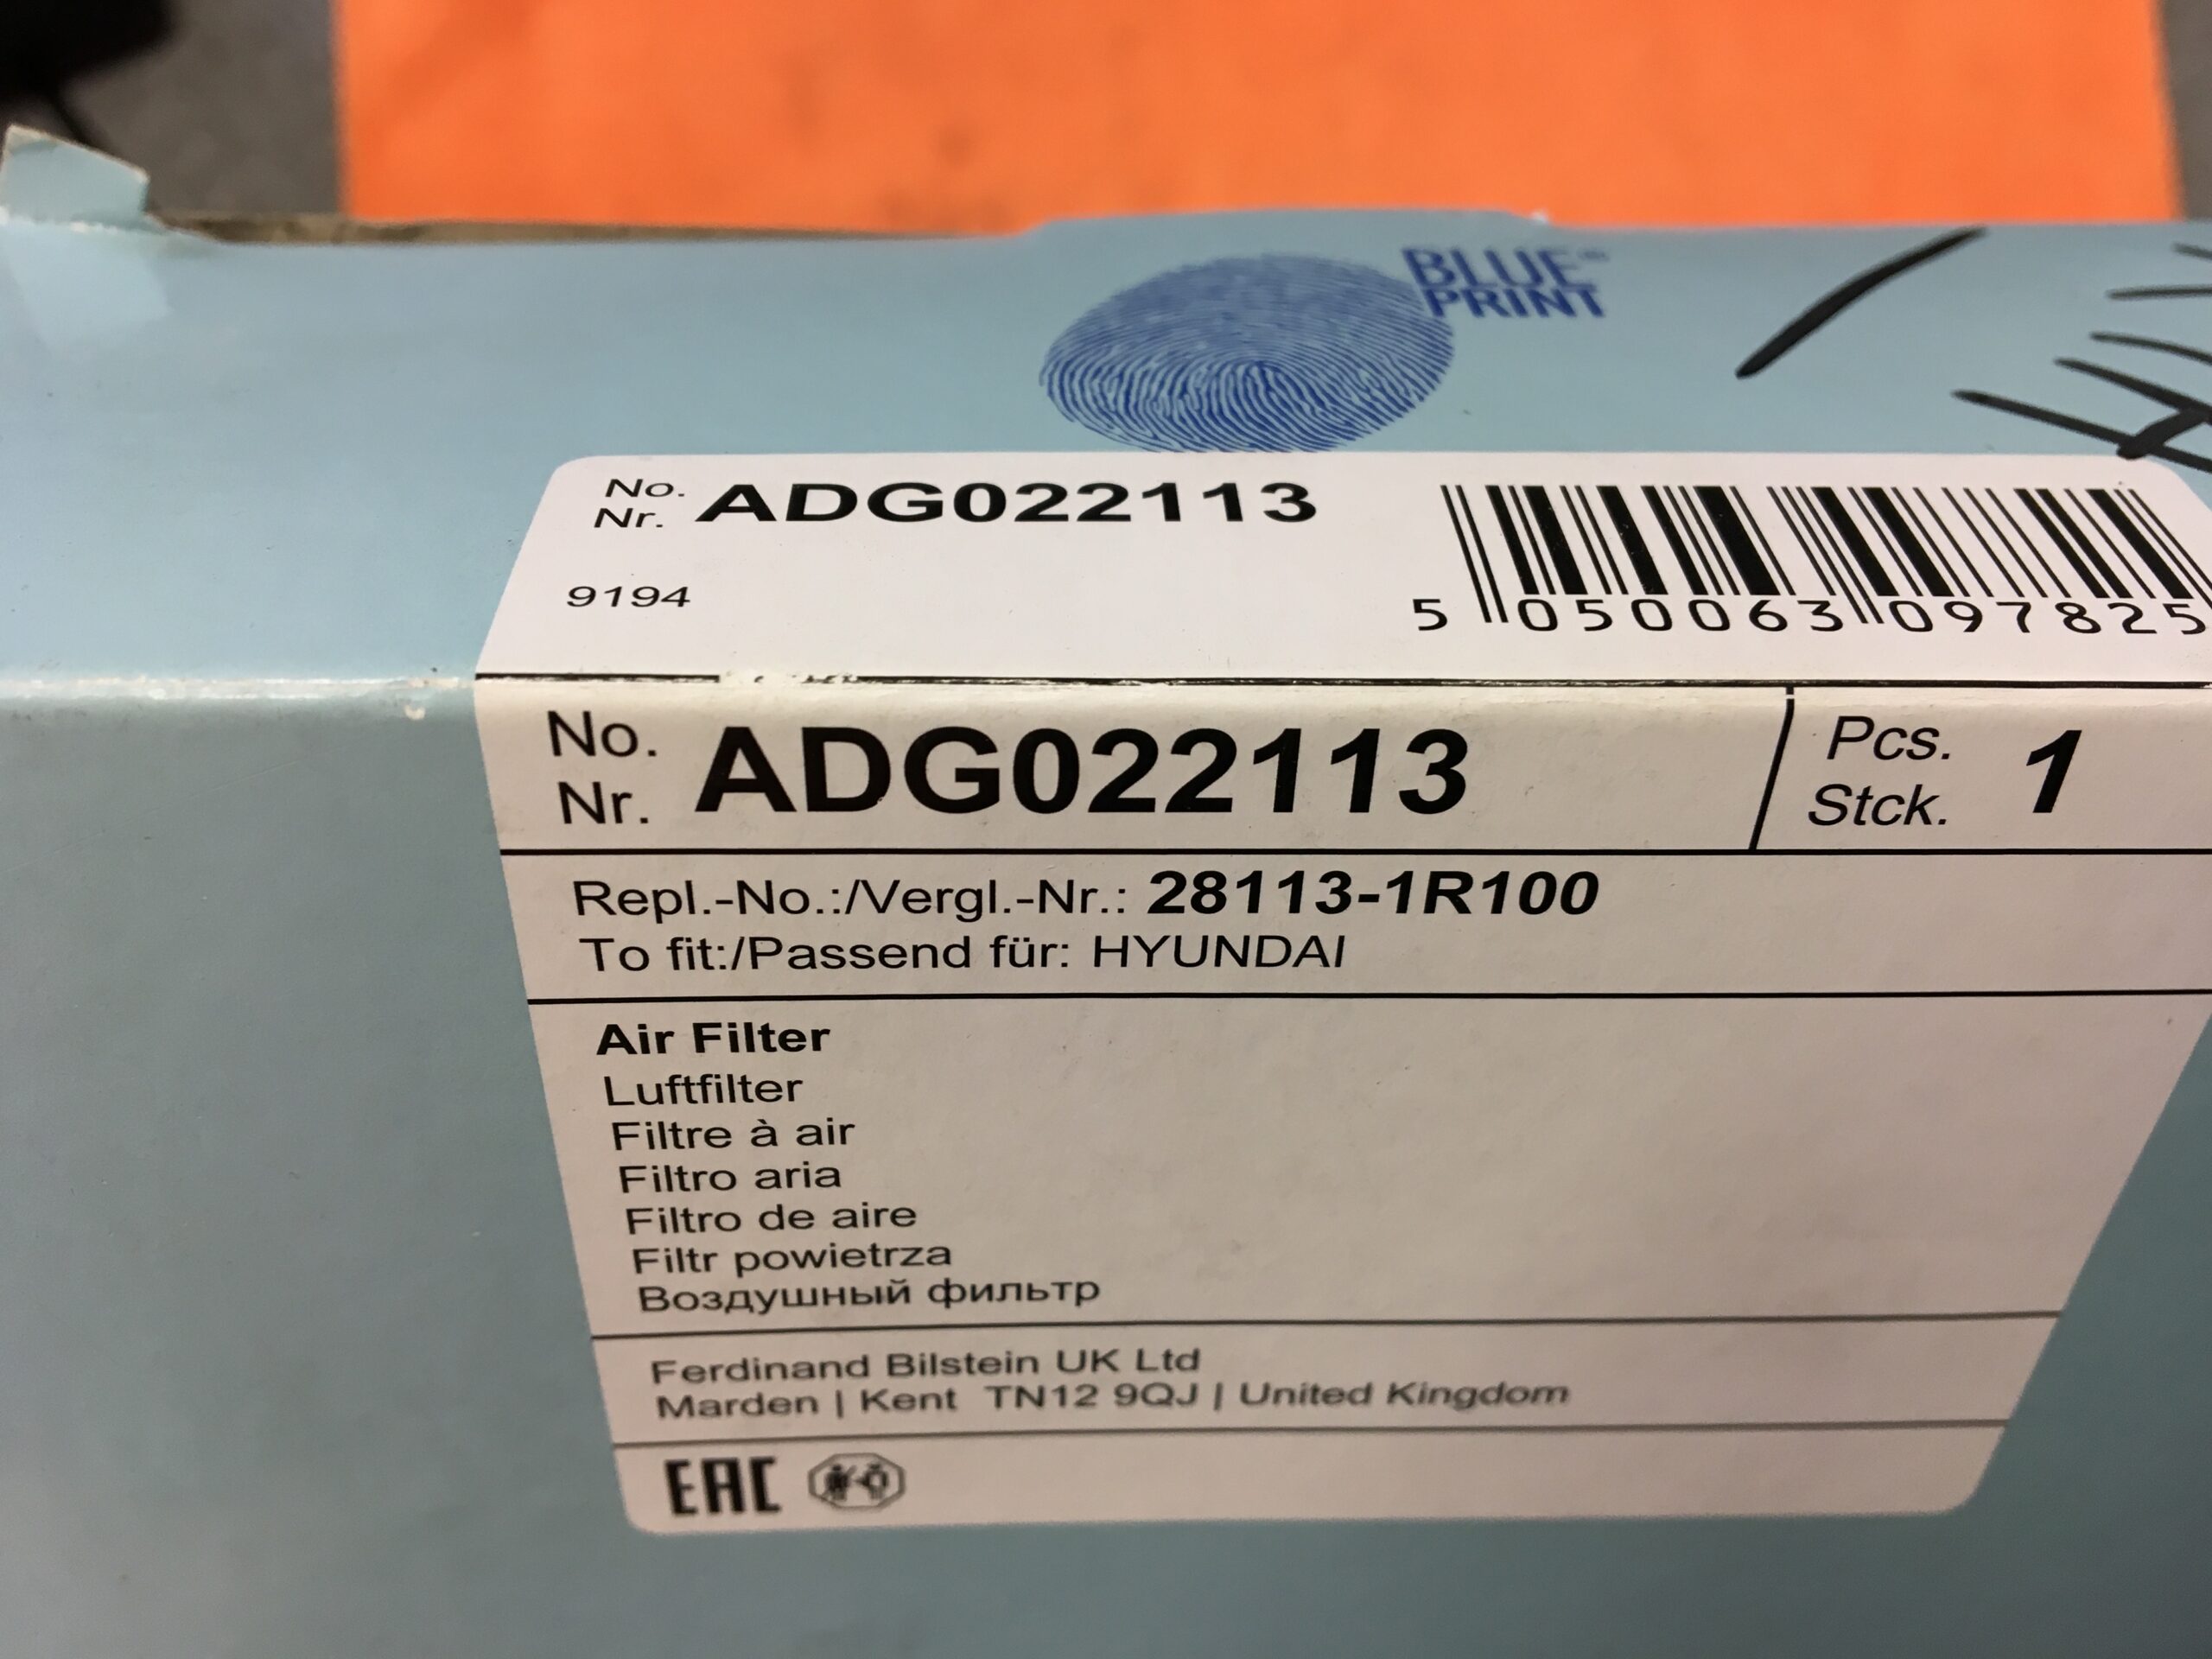 BLUE
PRINT
No.
Nr. ADG022113
9194
5 050063 097825
No.
Nr. ADG022113
Pcs.
Stck. 1
Repl.-No.:/Vergl.-Nr.: 28113-1R100
To fit:/Passend für: HYUNDAI
Air Filter
Luftfilter
Filtre à air
Filtro aria
Filtro de aire
Filtr powietrza
Воздушный фильтр
Ferdinand Bilstein UK Ltd
Marden | Kent TN12 9QJ | United Kingdom
EAC